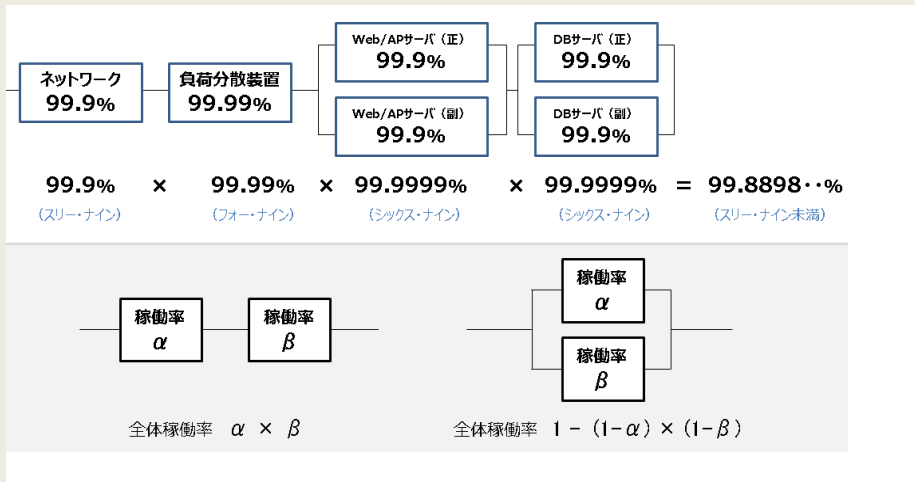 Web/APサーバ（正）
99.9%
DBサーバ（正）
99.9%
ネットワーク
99.9%
負荷分散装置
99.99%
Web/APサーバ（副）
99.9%
DBサーバ（副）
99.9%
99.9% × 99.99% × 99.9999% × 99.9999% = 99.8898‥%
（スリー・ナイン） （フォー・ナイン） （シックス・ナイン） （シックス・ナイン） （スリー・ナイン未満）
稼働率
α
稼働率
β
稼働率
α
稼働率
β
全体稼働率 α × β
全体稼働率 1 - (1-α) × (1-β)